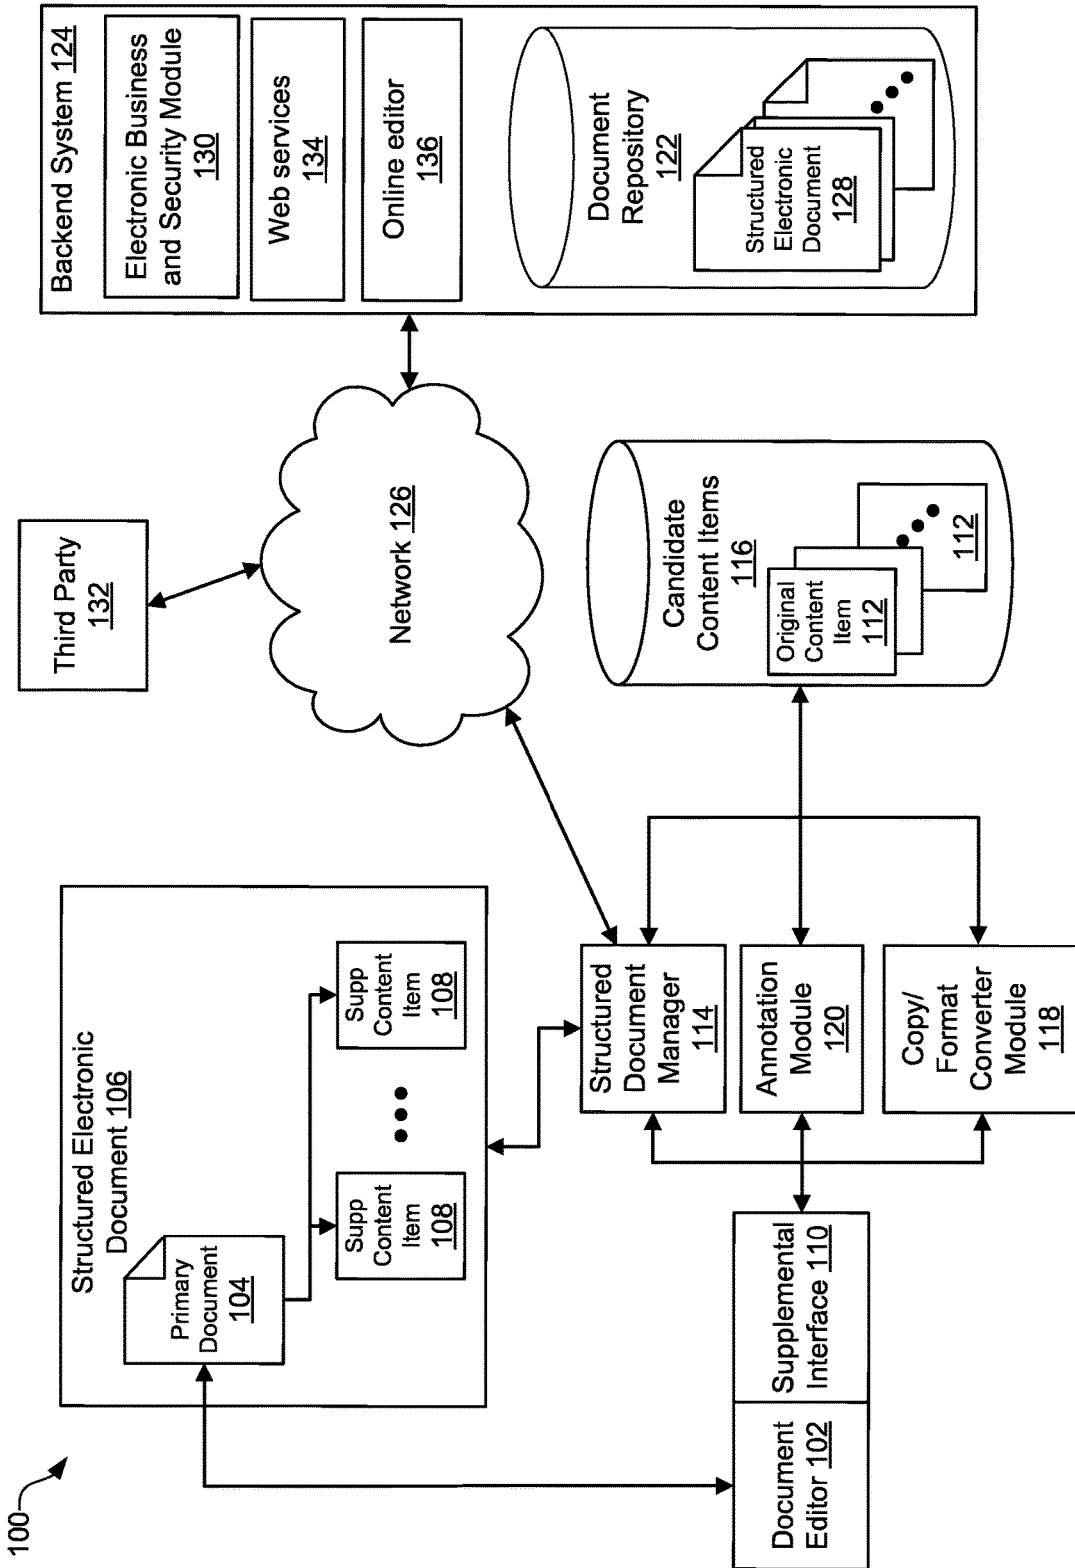 100
Structured Electronic
Document 106
Primary
Document
104
Supp
Content
Item
108
Supp
Content
Item
108
Document
Editor 102
Supplemental
Interface 110
Structured
Document
Manager
114
Annotation
Module
120
Copy/
Format
Converter
Module
118
Third Party
132
Network 126
Candidate
Content Items
116
Original
Content
Item
112
112
Backend System 124
Electronic Business
and Security Module
130
Web services
134
Online editor
136
Document
Repository
122
Structured
Electronic
Document
128